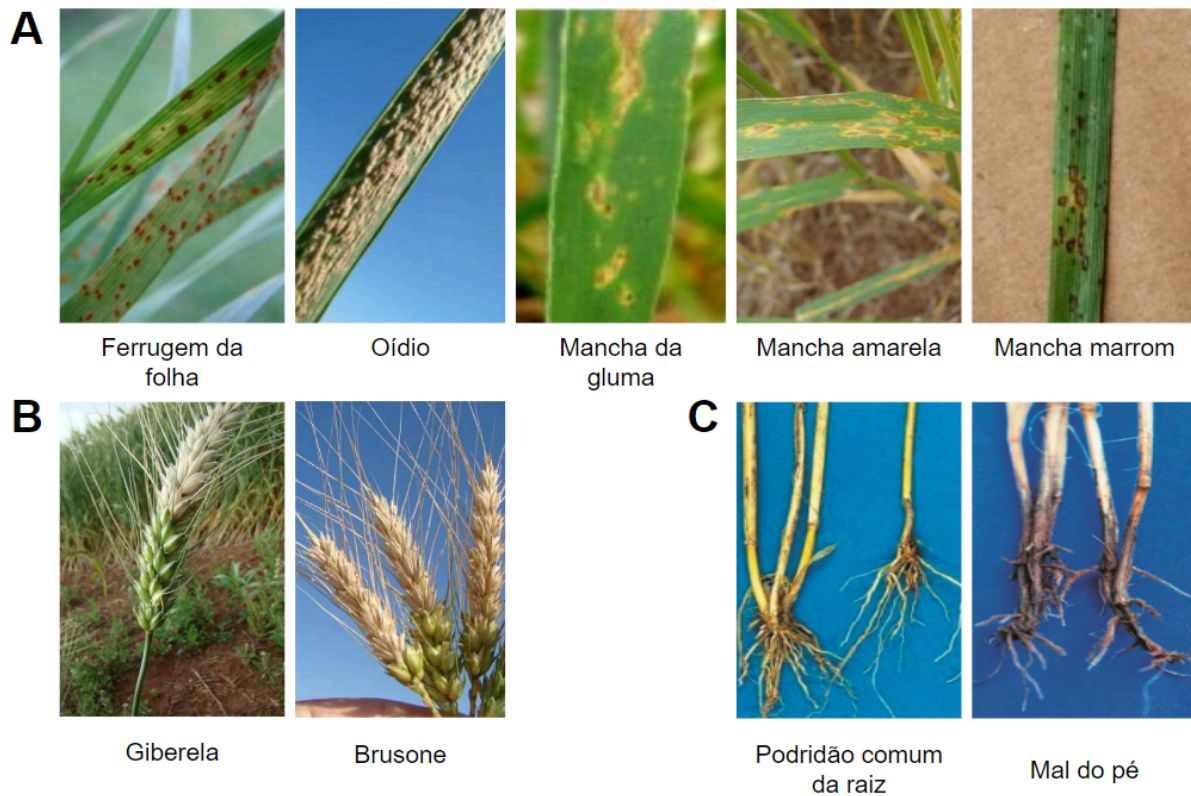 A
Ferrugem da
folha
Oídio
Mancha da
gluma
Mancha amarela
Mancha marrom
B
Giberela
Brusone
C
Podridão comum
da raiz
Mal do pé